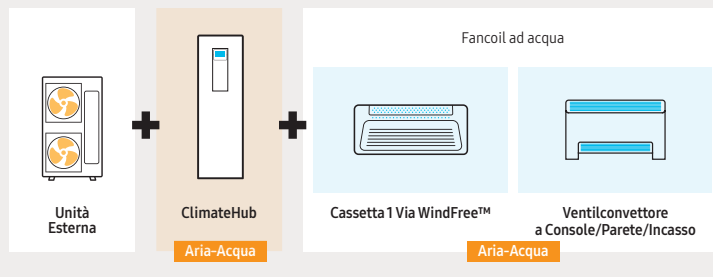 Fancoil ad acqua
Unità
Esterna
ClimateHub
Cassetta 1 Via WindFree™
Ventilconvettore
a Console/Parete/Incasso
Aria-Acqua
Aria-Acqua